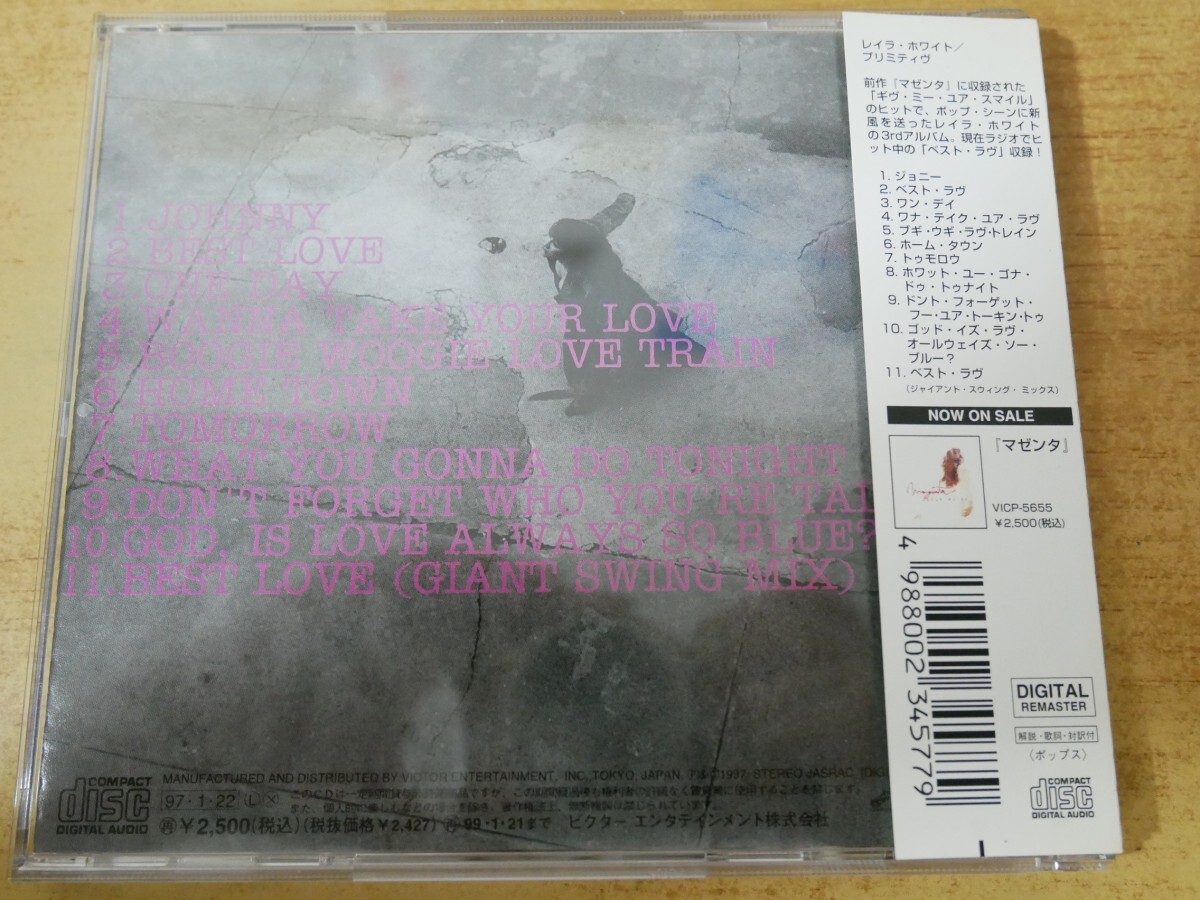 1.JOHNNY
2.BEST LOVE
3.ONE DAY
4.WANNA TAKE YOUR LOVE
5.BOOGIE WOOGIE LOVE TRAIN
6.HOME TOWN
7.TOMORROW
8.WHAT YOU GONNA DO TONIGHT
9.DON'T FORGET WHO YOU'RE TAL
10.GOD, IS LOVE ALWAYS SO BLUE?
11.BEST LOVE (GIANT SWING MIX)
COMPACT
disc
DIGITAL AUDIO
MANUFACTURED AND DISTRIBUTED BY VICTOR ENTERTAINMENT, INC. TOKYO, JAPAN. 1997 STEREO JASRAC
97・1・22 L X
再 ¥2,500(税込)(税抜価格¥2,427) 99・1・21まで ビクター エンタテインメント株式会社
レイラ・ホワイト/
プリミティヴ
前作『マゼンタ』に収録された
「ギヴ・ミー・ユア・スマイル」
のヒットで、ポップ・シーンに新
風を送ったレイラ・ホワイト
の3rdアルバム。現在ラジオでヒ
ット中の「ベスト・ラヴ」収録!
1. ジョニー
2. ベスト・ラヴ
3. ワン・デイ
4. ワナ・テイク・ユア・ラヴ
5. ブギ・ウギ・ラヴ・トレイン
6. ホーム・タウン
7. トゥモロウ
8. ホワット・ユー・ゴナ・
ドゥ・トゥナイト
9. ドント・フォーゲット・
フー・ユア・トーキン・トゥ
10. ゴッド・イズ・ラヴ・
オールウェイズ・ソー・
ブルー?
11. ベスト・ラヴ
(ジャイアント・スウィング・ミックス)
NOW ON SALE
『マゼンタ』
VICP-5655
¥2,500(税込)
4 988002 345779
DIGITAL
REMASTER
解説・歌詞・対訳付
〈ポップス〉
COMPACT
disc
DIGITAL AUDIO